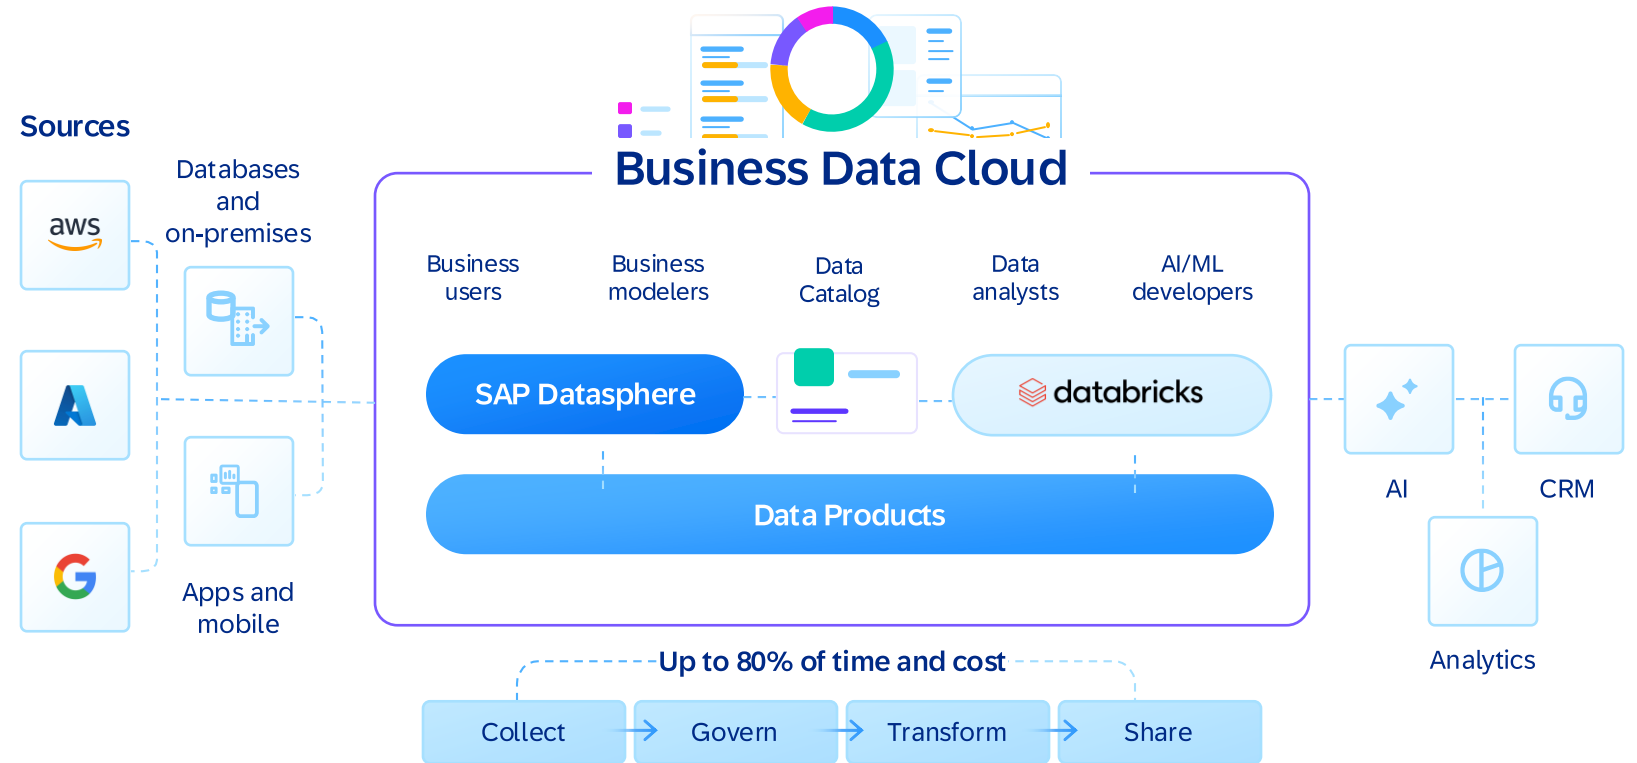 Business Data Cloud
Sources
aws
Databases
and
on-premises
Apps and
mobile
Business
users
Business
modelers
Data
Catalog
Data
analysts
AI/ML
developers
SAP Datasphere
databricks
Data Products
AI
CRM
Analytics
Up to 80% of time and cost
Collect
Govern
Transform
Share